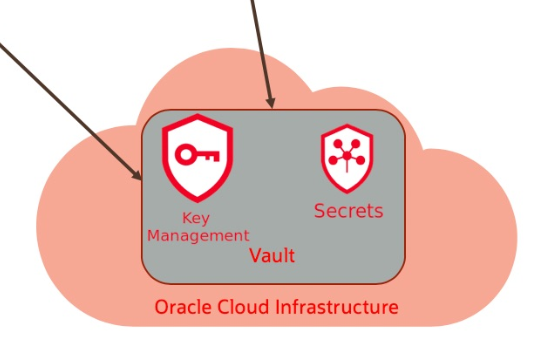 Key
Management
Secrets
Vault
Oracle Cloud Infrastructure